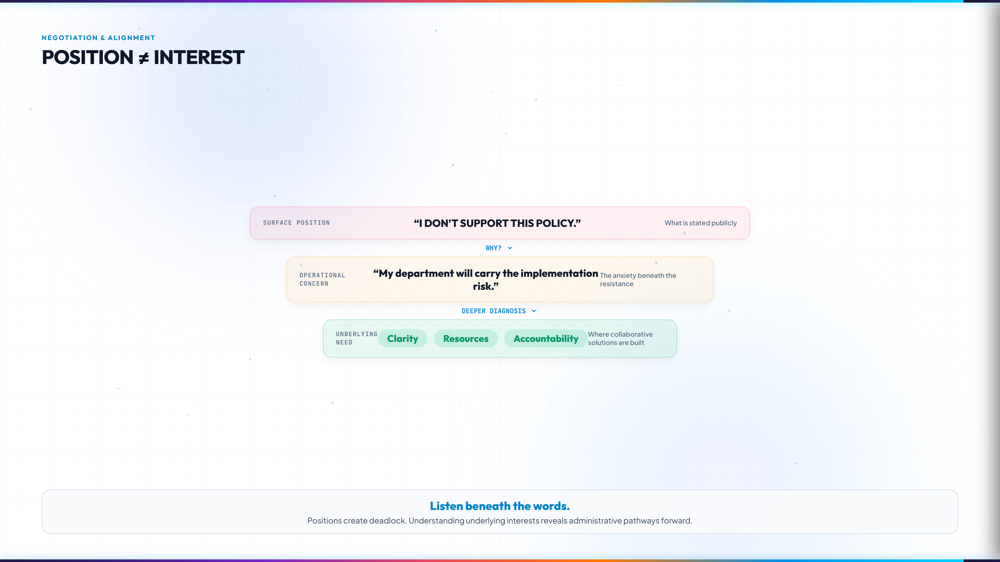 NEGOTIATION & ALIGNMENT
POSITION ≠ INTEREST
SURFACE POSITION
“I DON’T SUPPORT THIS POLICY.”
What is stated publicly
WHY?
OPERATIONAL
CONCERN
“My department will carry the implementation
risk.”
The anxiety beneath the
resistance
DEEPER DIAGNOSIS
UNDERLYING
NEED
Clarity
Resources
Accountability
Where collaborative
solutions are built
Listen beneath the words.
Positions create deadlock. Understanding underlying interests reveals administrative pathways forward.